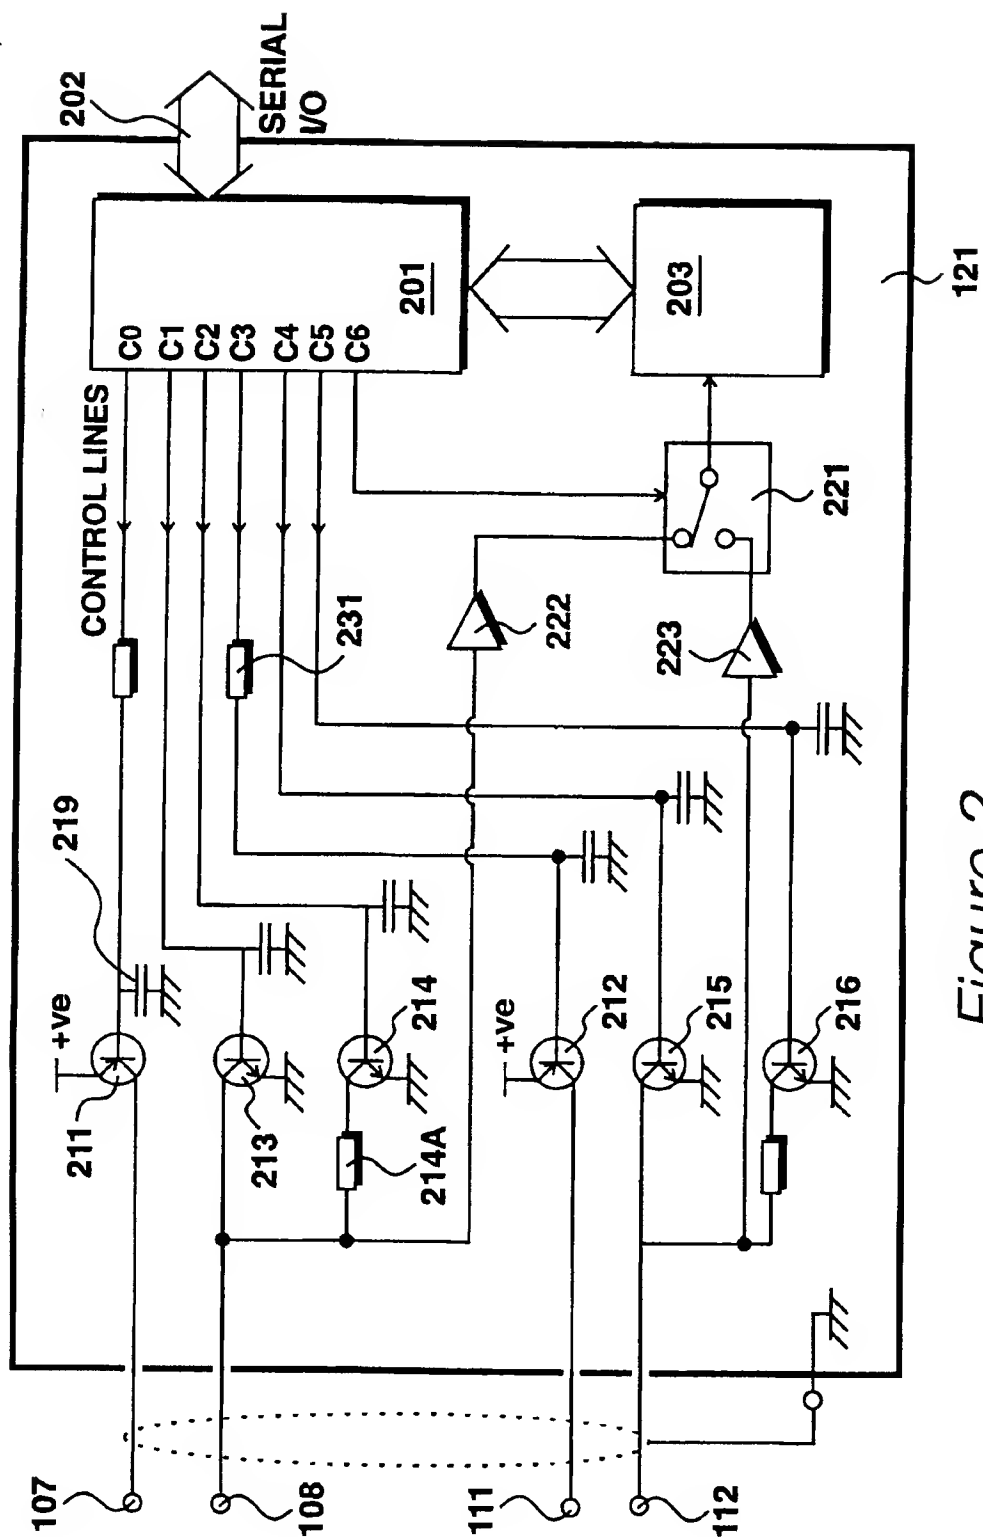 202
SERIAL
I/O
CONTROL LINES
C0
C1
C2
C3
C4
C5
C6
201
203
121
231
222
223
221
219
+ve
211
213
214
214A
+ve
212
215
216
107
108
111
112
Figure 2